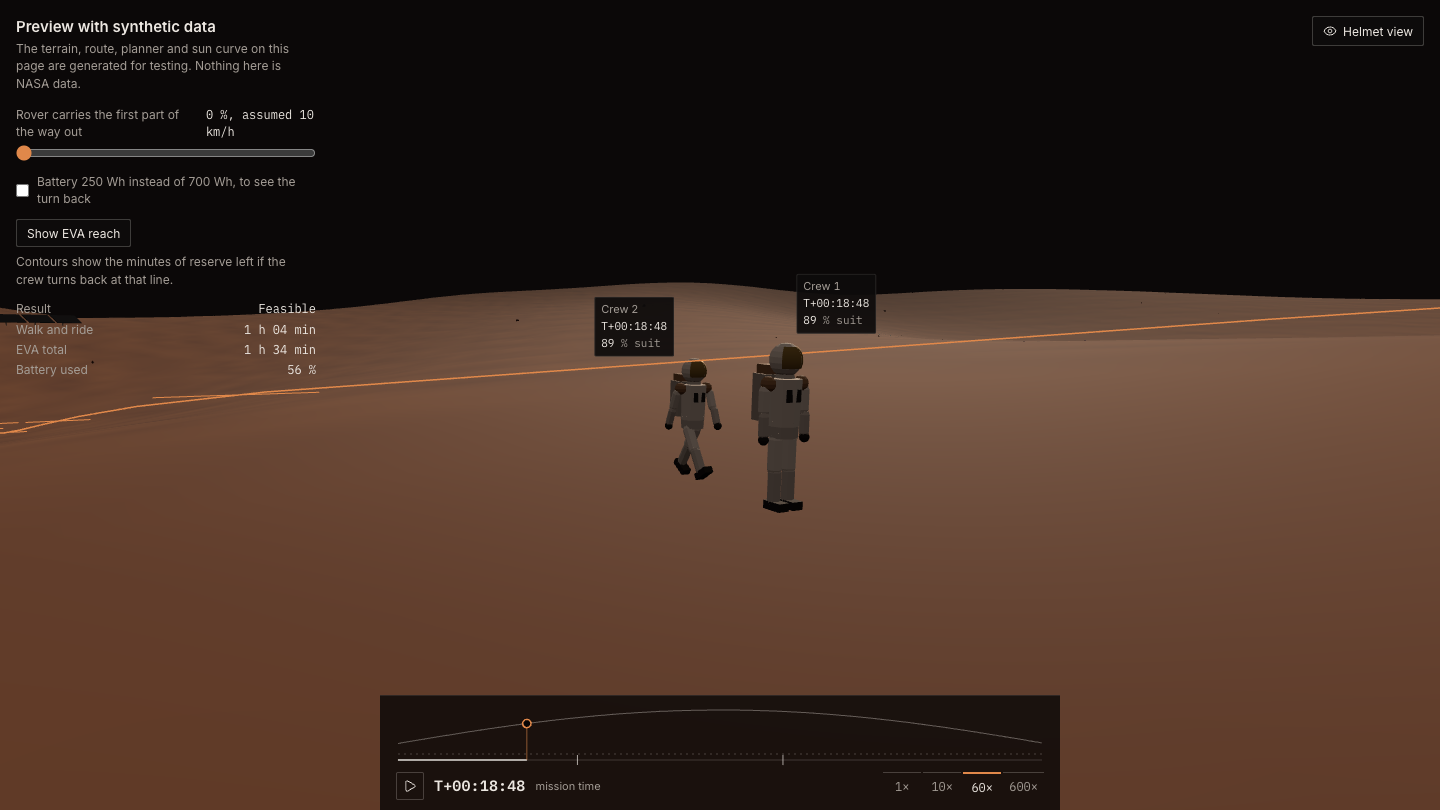 Preview with synthetic data
The terrain, route, planner and sun curve on this
page are generated for testing. Nothing here is
NASA data.
Rover carries the first part of
the way out
0 %, assumed 10
km/h
Battery 250 Wh instead of 700 Wh, to see the
turn back
Show EVA reach
Contours show the minutes of reserve left if the
crew turns back at that line.
Result Feasible
Walk and ride 1 h 04 min
EVA total 1 h 34 min
Battery used 56 %
Helmet view
Crew 2
T+00:18:48
89 % suit
Crew 1
T+00:18:48
89 % suit
T+00:18:48 mission time
1× 10× 60× 600×